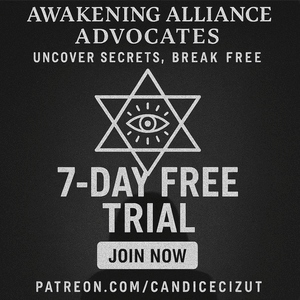 AWAKENING ALLIANCE
ADVOCATES
UNCOVER SECRETS, BREAK FREE
7-DAY FREE
TRIAL
JOIN NOW
PATREON.COM/CANDICECIZUT